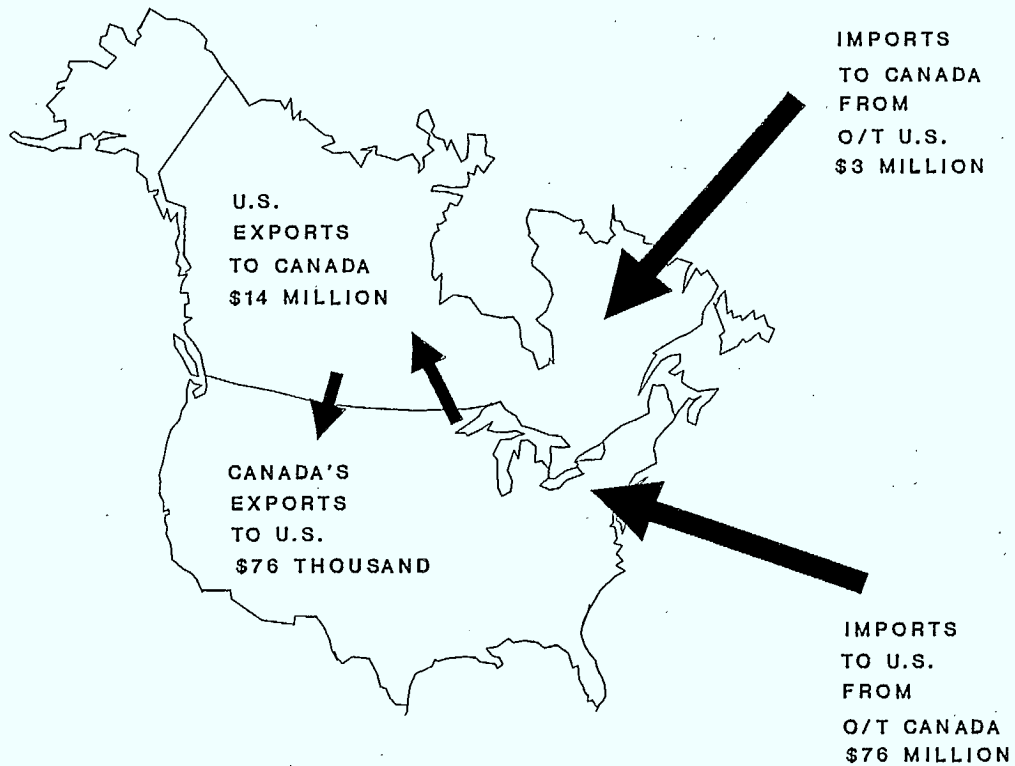 IMPORTS
TO CANADA
FROM
O/T U.S.
$3 MILLION
U.S.
EXPORTS
TO CANADA
$14 MILLION
CANADA'S
EXPORTS
TO U.S.
$76 THOUSAND
IMPORTS
TO U.S.
FROM
O/T CANADA
$76 MILLION